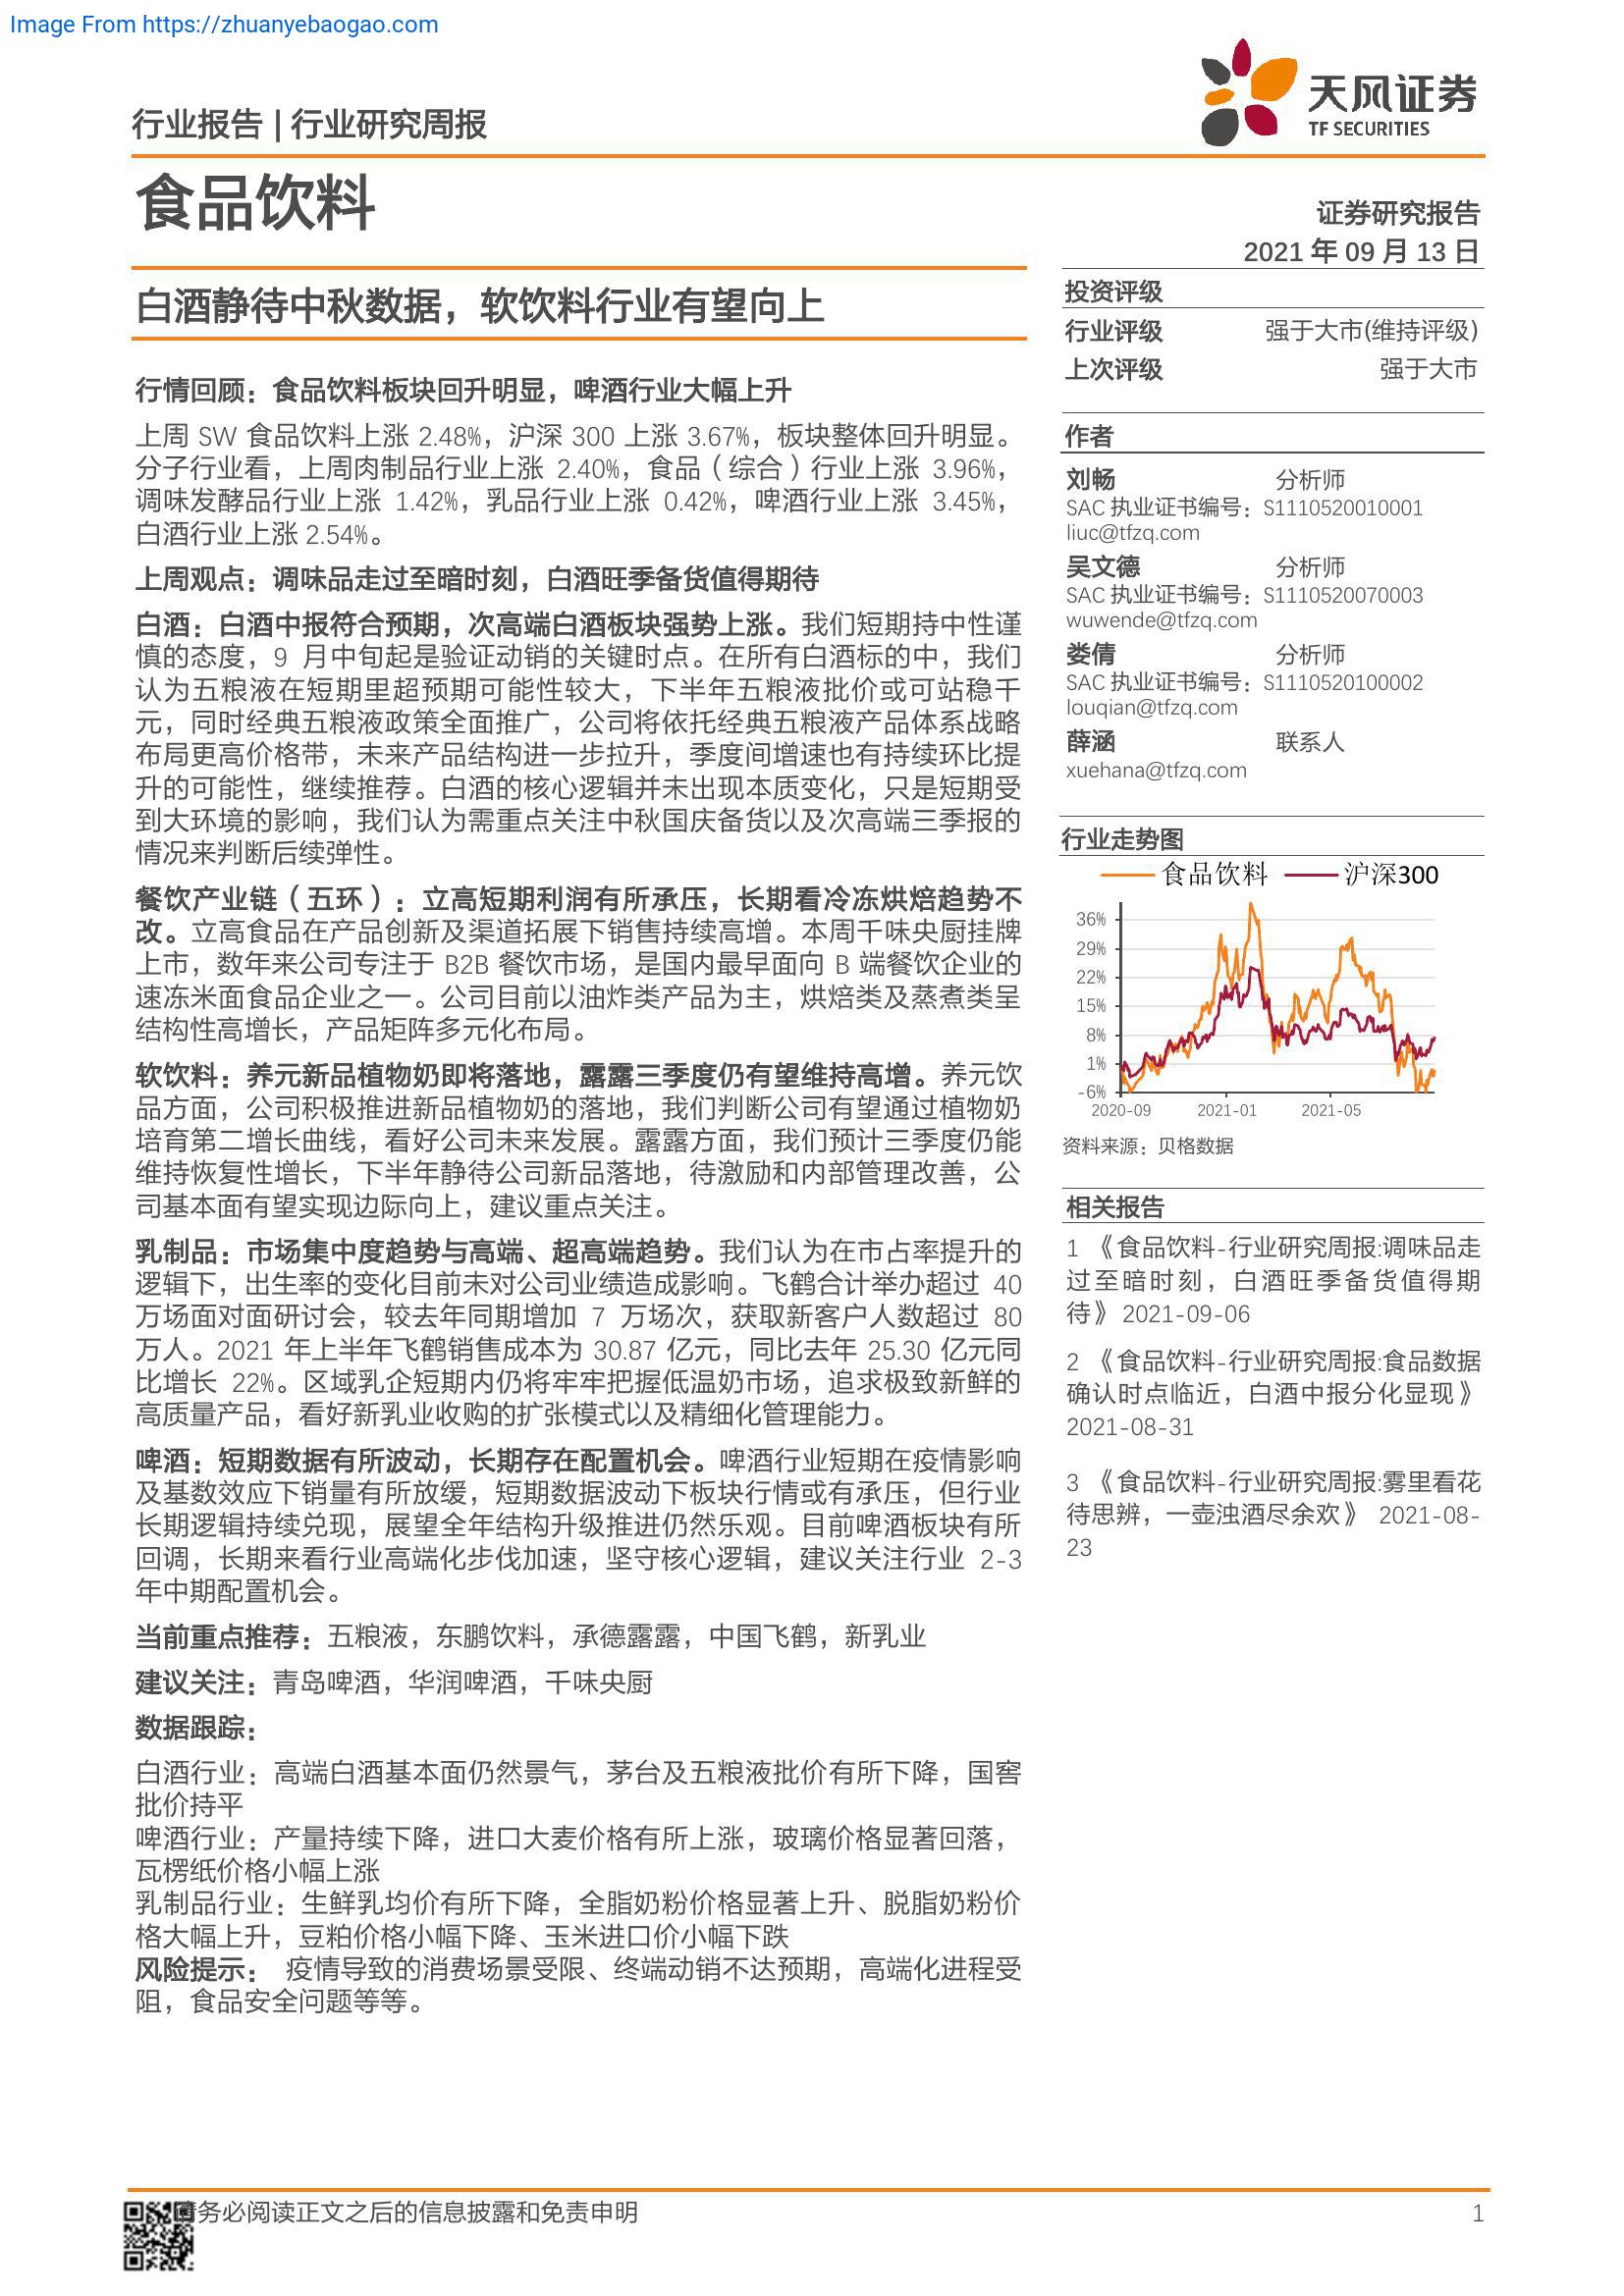 Image From https://zhuanyebaogao.com
行业报告 | 行业研究周报
天风证券
TF SECURITIES
食品饮料
证券研究报告
2021 年 09 月 13 日
白酒静待中秋数据，软饮料行业有望向上
行情回顾：食品饮料板块回升明显，啤酒行业大幅上升
上周 SW 食品饮料上涨 2.48%，沪深 300 上涨 3.67%，板块整体回升明显。
分子行业看，上周肉制品行业上涨 2.40%，食品（综合）行业上涨 3.96%，
调味发酵品行业上涨 1.42%，乳品行业上涨 0.42%，啤酒行业上涨 3.45%，
白酒行业上涨 2.54%。
上周观点：调味品走过至暗时刻，白酒旺季备货值得期待
白酒：白酒中报符合预期，次高端白酒板块强势上涨。我们短期持中性谨
慎的态度，9 月中旬起是验证动销的关键时点。在所有白酒标的中，我们
认为五粮液在短期里超预期可能性较大，下半年五粮液批价或可站稳千
元，同时经典五粮液政策全面推广，公司将依托经典五粮液产品体系战略
布局更高价格带，未来产品结构进一步拉升，季度间增速也有持续环比提
升的可能性，继续推荐。白酒的核心逻辑并未出现本质变化，只是短期受
到大环境的影响，我们认为需重点关注中秋国庆备货以及次高端三季报的
情况来判断后续弹性。
餐饮产业链（五环）：立高短期利润有所承压，长期看冷冻烘焙趋势不
改。立高食品在产品创新及渠道拓展下销售持续高增。本周千味央厨挂牌
上市，数年来公司专注于 B2B 餐饮市场，是国内最早面向 B 端餐饮企业的
速冻米面食品企业之一。公司目前以油炸类产品为主，烘焙类及蒸煮类呈
结构性高增长，产品矩阵多元化布局。
软饮料：养元新品植物奶即将落地，露露三季度仍有望维持高增。养元饮
品方面，公司积极推进新品植物奶的落地，我们判断公司有望通过植物奶
培育第二增长曲线，看好公司未来发展。露露方面，我们预计三季度仍能
维持恢复性增长，下半年静待公司新品落地，待激励和内部管理改善，公
司基本面有望实现边际向上，建议重点关注。
乳制品：市场集中度趋势与高端、超高端趋势。我们认为在市占率提升的
逻辑下，出生率的变化目前未对公司业绩造成影响。飞鹤合计举办超过 40
万场面对面研讨会，较去年同期增加 7 万场次，获取新客户人数超过 80
万人。2021 年上半年飞鹤销售成本为 30.87 亿元，同比去年 25.30 亿元同
比增长 22%。区域乳企短期内仍将牢牢把握低温奶市场，追求极致新鲜的
高质量产品，看好新乳业收购的扩张模式以及精细化管理能力。
啤酒：短期数据有所波动，长期存在配置机会。啤酒行业短期在疫情影响
及基数效应下销量有所放缓，短期数据波动下板块行情或有承压，但行业
长期逻辑持续兑现，展望全年结构升级推进仍然乐观。目前啤酒板块有所
回调，长期来看行业高端化步伐加速，坚守核心逻辑，建议关注行业 2-3
年中期配置机会。
当前重点推荐：五粮液，东鹏饮料，承德露露，中国飞鹤，新乳业
建议关注：青岛啤酒，华润啤酒，千味央厨
数据跟踪：
白酒行业：高端白酒基本面仍然景气，茅台及五粮液批价有所下降，国窖
批价持平
啤酒行业：产量持续下降，进口大麦价格有所上涨，玻璃价格显著回落，
瓦楞纸价格小幅上涨
乳制品行业：生鲜乳均价有所下降，全脂奶粉价格显著上升、脱脂奶粉价
格大幅上升，豆粕价格小幅下降、玉米进口价小幅下跌
风险提示： 疫情导致的消费场景受限、终端动销不达预期，高端化进程受
阻，食品安全问题等等。
投资评级
行业评级 强于大市(维持评级)
上次评级 强于大市
作者
刘畅 分析师
SAC 执业证书编号：S1110520010001
liuc@tfzq.com
吴文德 分析师
SAC 执业证书编号：S1110520070003
wuwende@tfzq.com
娄倩 分析师
SAC 执业证书编号：S1110520100002
louqian@tfzq.com
薛涵 联系人
xuehana@tfzq.com
行业走势图
食品饮料 沪深300
36%
29%
22%
15%
8%
1%
-6%
2020-09 2021-01 2021-05
资料来源：贝格数据
相关报告
1 《食品饮料-行业研究周报:调味品走
过至暗时刻，白酒旺季备货值得期
待》 2021-09-06
2 《食品饮料-行业研究周报:食品数据
确认时点临近，白酒中报分化显现》
2021-08-31
3 《食品饮料-行业研究周报:雾里看花
待思辨，一壶浊酒尽余欢》 2021-08-
23
请务必阅读正文之后的信息披露和免责申明
1